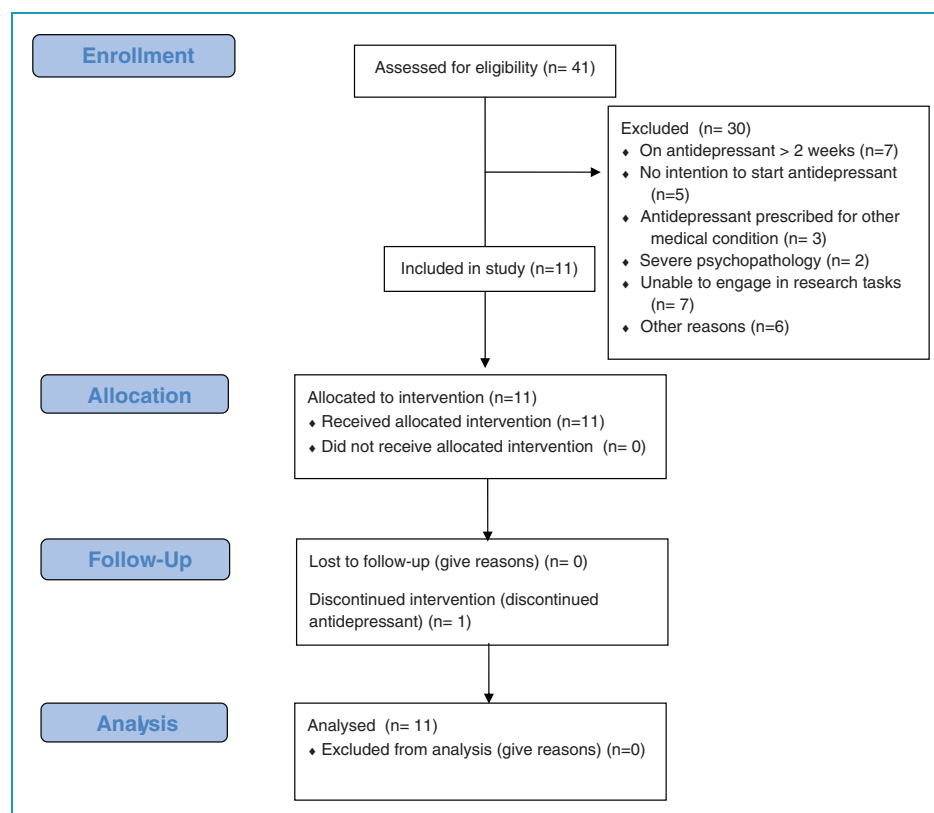 Enrollment
Assessed for eligibility (n= 41)
Excluded (n= 30)
♦ On antidepressant > 2 weeks (n=7)
♦ No intention to start antidepressant
(n=5)
♦ Antidepressant prescribed for other
medical condition (n= 3)
♦ Severe psychopathology (n= 2)
♦ Unable to engage in research tasks
(n= 7)
♦ Other reasons (n=6)
Included in study (n=11)
Allocation
Allocated to intervention (n=11)
♦ Received allocated intervention (n=11)
♦ Did not receive allocated intervention (n= 0)
Follow-Up
Lost to follow-up (give reasons) (n= 0)
Discontinued intervention (discontinued
antidepressant) (n= 1)
Analysis
Analysed (n= 11)
♦ Excluded from analysis (give reasons) (n=0)